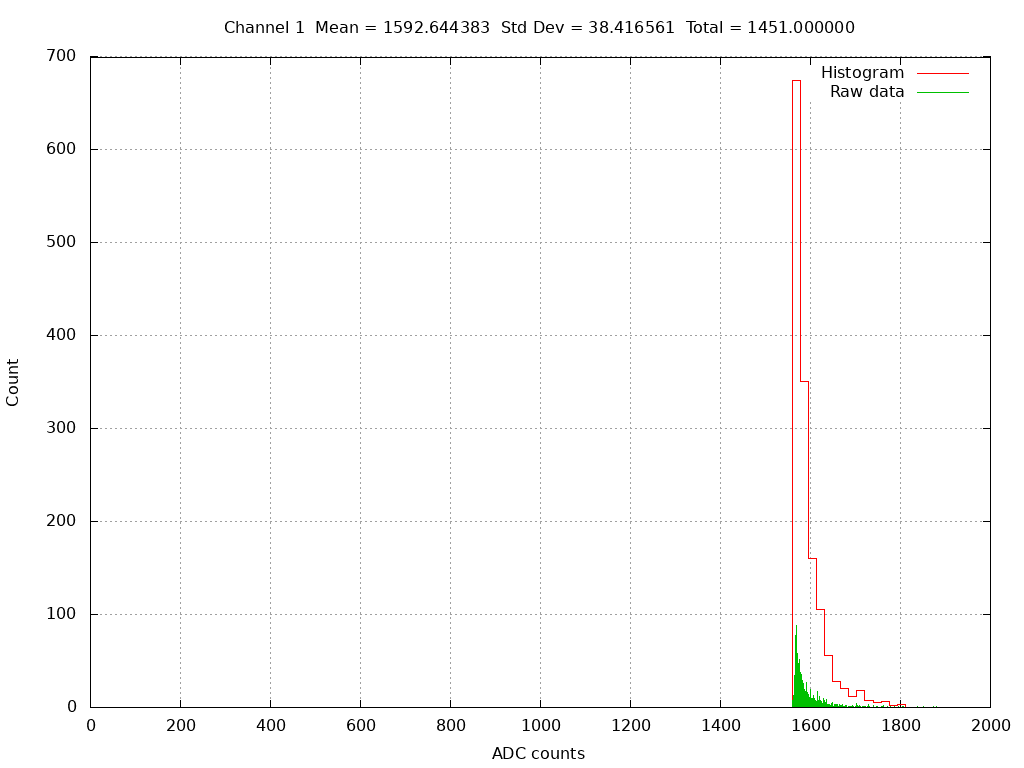 Channel 1  Mean = 1592.644383  Std Dev = 38.416561  Total = 1451.000000
Histogram
Raw data
700
600
500
400
300
200
100
0
Count
0 200 400 600 800 1000 1200 1400 1600 1800 2000
ADC counts